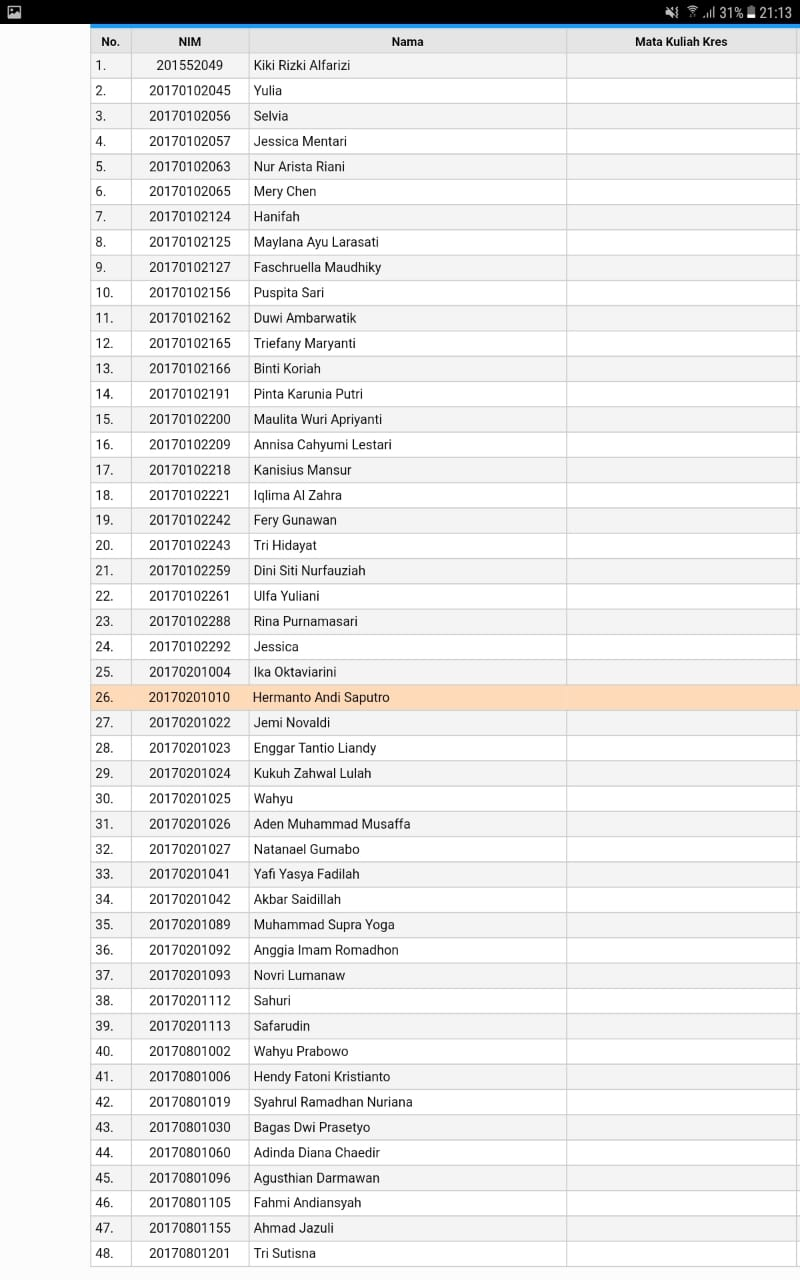 31% 21:13
No. NIM Nama Mata Kuliah Kres
1. 201552049 Kiki Rizki Alfarizi
2. 20170102045 Yulia
3. 20170102056 Selvia
4. 20170102057 Jessica Mentari
5. 20170102063 Nur Arista Riani
6. 20170102065 Mery Chen
7. 20170102124 Hanifah
8. 20170102125 Maylana Ayu Larasati
9. 20170102127 Faschruella Maudhiky
10. 20170102156 Puspita Sari
11. 20170102162 Duwi Ambarwatik
12. 20170102165 Triefany Maryanti
13. 20170102166 Binti Koriah
14. 20170102191 Pinta Karunia Putri
15. 20170102200 Maulita Wuri Apriyanti
16. 20170102209 Annisa Cahyumi Lestari
17. 20170102218 Kanisius Mansur
18. 20170102221 Iqlima Al Zahra
19. 20170102242 Fery Gunawan
20. 20170102243 Tri Hidayat
21. 20170102259 Dini Siti Nurfauziah
22. 20170102261 Ulfa Yuliani
23. 20170102288 Rina Purnamasari
24. 20170102292 Jessica
25. 20170201004 Ika Oktaviarini
26. 20170201010 Hermanto Andi Saputro
27. 20170201022 Jemi Novaldi
28. 20170201023 Enggar Tantio Liandy
29. 20170201024 Kukuh Zahwal Lulah
30. 20170201025 Wahyu
31. 20170201026 Aden Muhammad Musaffa
32. 20170201027 Natanael Gumabo
33. 20170201041 Yafi Yasya Fadilah
34. 20170201042 Akbar Saidillah
35. 20170201089 Muhammad Supra Yoga
36. 20170201092 Anggia Imam Romadhon
37. 20170201093 Novri Lumanaw
38. 20170201112 Sahuri
39. 20170201113 Safarudin
40. 20170801002 Wahyu Prabowo
41. 20170801006 Hendy Fatoni Kristianto
42. 20170801019 Syahrul Ramadhan Nuriana
43. 20170801030 Bagas Dwi Prasetyo
44. 20170801060 Adinda Diana Chaedir
45. 20170801096 Agusthian Darmawan
46. 20170801105 Fahmi Andiansyah
47. 20170801155 Ahmad Jazuli
48. 20170801201 Tri Sutisna